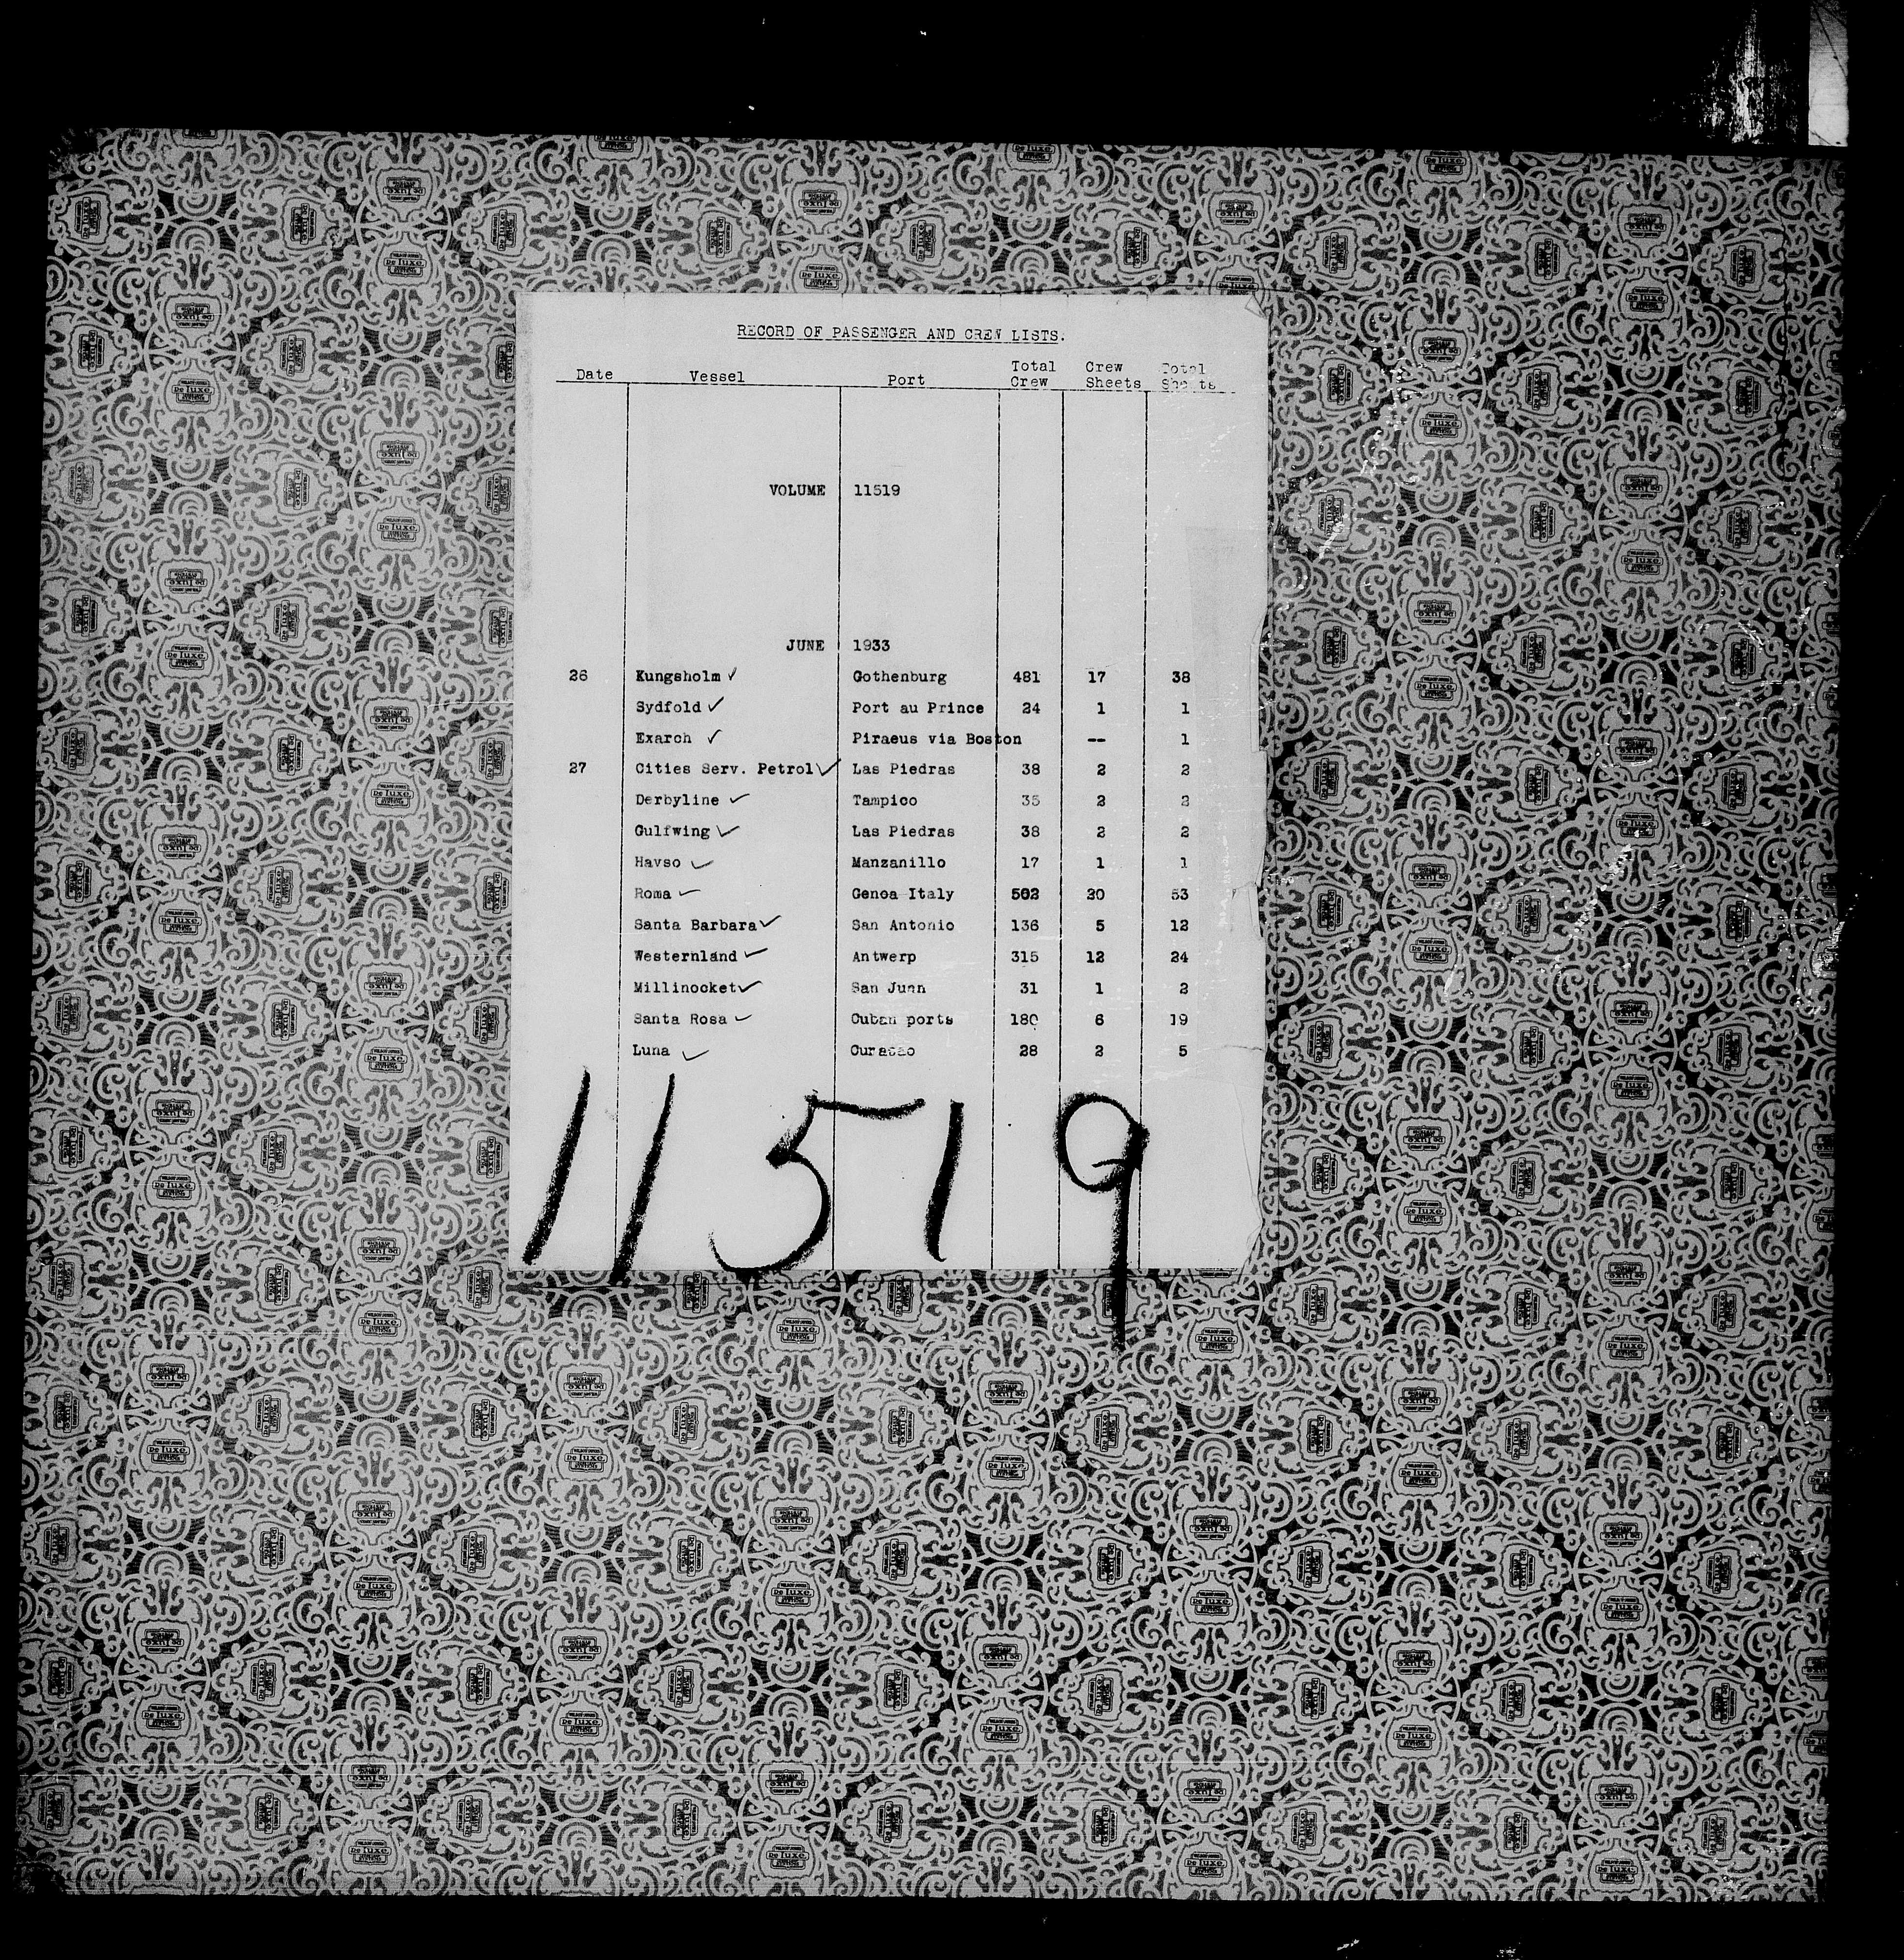 RECORD OF PASSENGER AND CREW LISTS.
Date Vessel Port Total Crew Crew Sheets Total Sheets
VOLUME 11519
JUNE 1933
26 Kungsholm ✓ Gothenburg 481 17 38
Sydfold ✓ Port au Prince 24 1 1
Exarch ✓ Piraeus via Boston -- 1
27 Cities Serv. Petrol ✓ Las Piedras 38 2 2
Derbyline ✓ Tampico 35 2 2
Gulfwing ✓ Las Piedras 38 2 2
Havso ✓ Manzanillo 17 1 1
Roma ✓ Genoa Italy 502 20 53
Santa Barbara ✓ San Antonio 136 5 12
Westernland ✓ Antwerp 315 12 24
Millinocket ✓ San Juan 31 1 2
Santa Rosa ✓ Cuban ports 180 6 19
Luna ✓ Curacao 28 2 5
11519
De Luxe